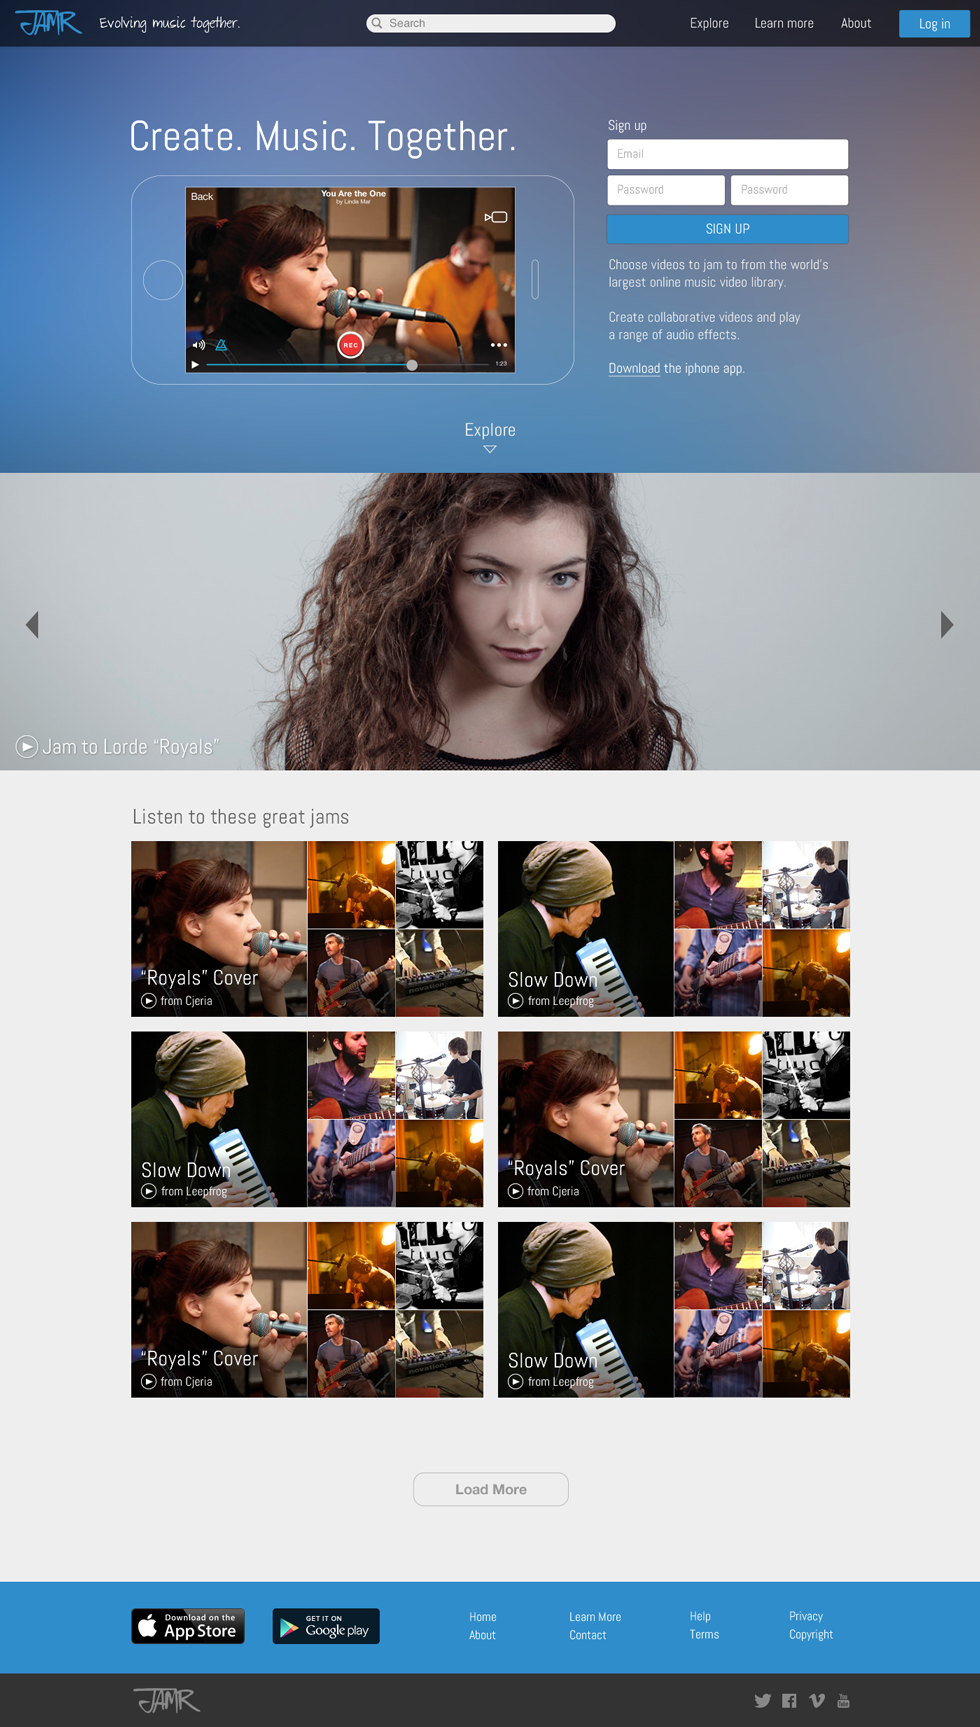 JAMR
Evolving music together.
Search
Explore
Learn more
About
Log in
Create. Music. Together.
Back
You Are the One
by Linda Mar
REC
1:23
Sign up
Email
Password
Password
SIGN UP
Choose videos to jam to from the world's
largest online music video library.
Create collaborative videos and play
a range of audio effects.
Download the iphone app.
Explore
Jam to Lorde “Royals”
Listen to these great jams
“Royals” Cover
from Cjeria
novation
Slow Down
from Leepfrog
Slow Down
from Leepfrog
“Royals” Cover
from Cjeria
novation
“Royals” Cover
from Cjeria
Slow Down
from Leepfrog
Load More
Download on the
App Store
GET IT ON
Google play
Home
About
Learn More
Contact
Help
Terms
Privacy
Copyright
JAMR
You
Tube